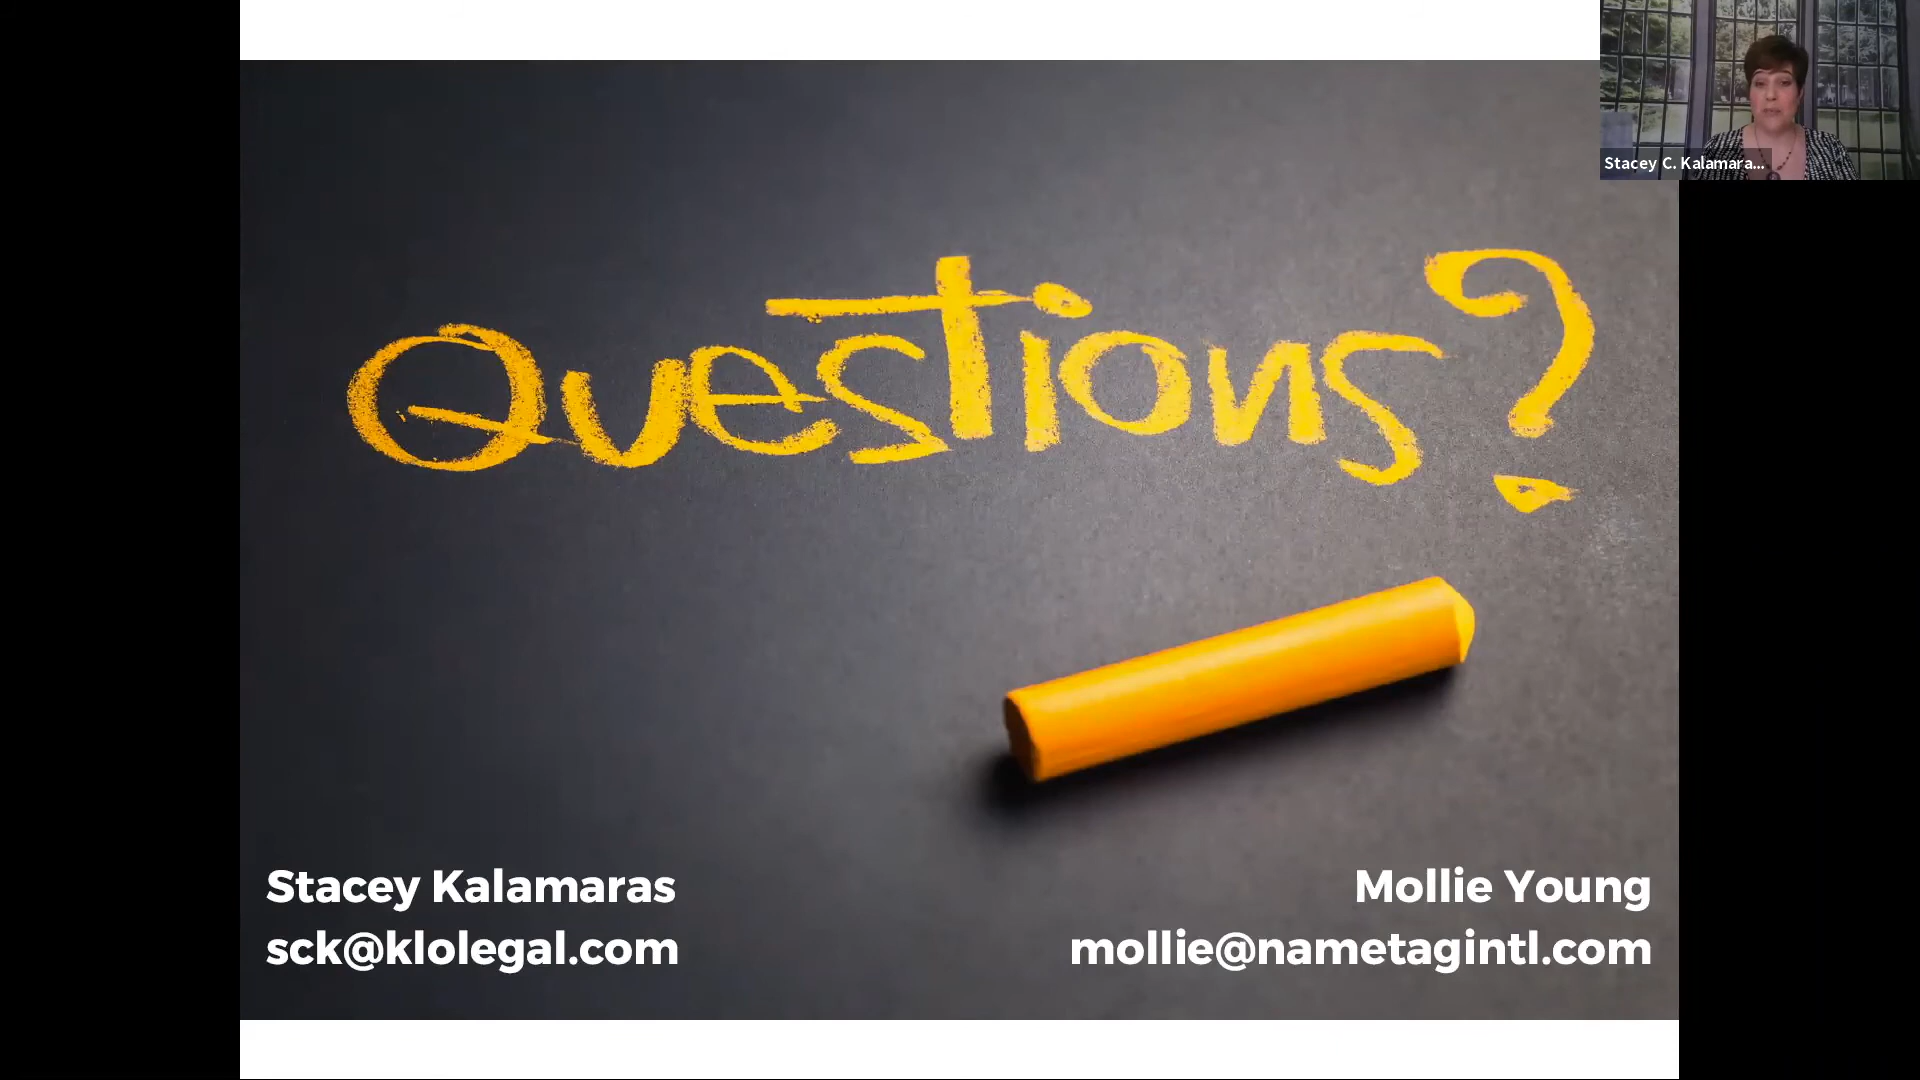 Stacey C. Kalamara...
Questions?
Stacey Kalamaras
sck@klolegal.com
Mollie Young
mollie@nametagintl.com